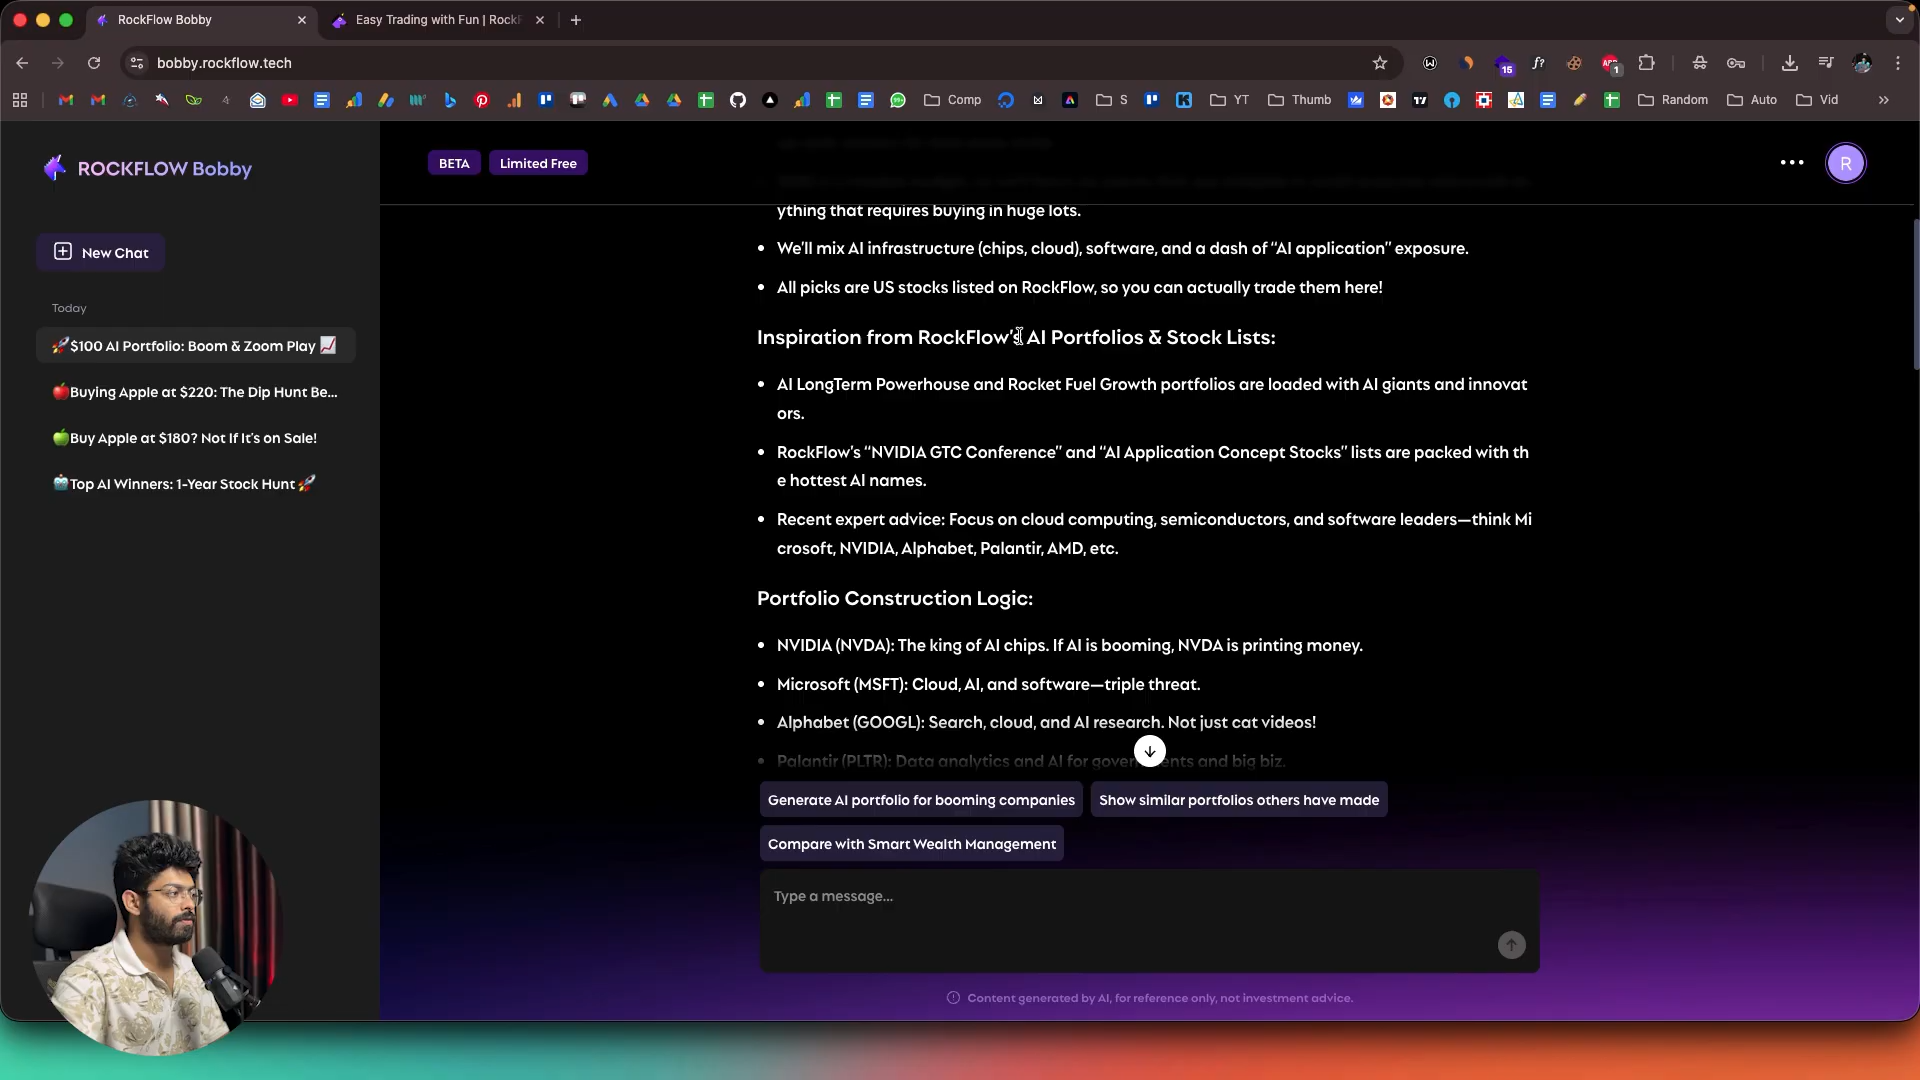 RockFlow Bobby
Easy Trading with Fun | RockF
bobby.rockflow.tech
15
f?
1
Comp
S
YT
Thumb
Random
Auto
Vid
ROCKFLOW Bobby
BETA
Limited Free
R
New Chat
Today
🚀$100 AI Portfolio: Boom & Zoom Play 📈
🍎Buying Apple at $220: The Dip Hunt Be...
🍏Buy Apple at $180? Not If It's on Sale!
🤖Top AI Winners: 1-Year Stock Hunt 🚀
ything that requires buying in huge lots.
• We'll mix AI infrastructure (chips, cloud), software, and a dash of “AI application” exposure.
• All picks are US stocks listed on RockFlow, so you can actually trade them here!
Inspiration from RockFlow's AI Portfolios & Stock Lists:
• AI LongTerm Powerhouse and Rocket Fuel Growth portfolios are loaded with AI giants and innovat
ors.
• RockFlow's “NVIDIA GTC Conference” and “AI Application Concept Stocks” lists are packed with th
e hottest AI names.
• Recent expert advice: Focus on cloud computing, semiconductors, and software leaders—think Mi
crosoft, NVIDIA, Alphabet, Palantir, AMD, etc.
Portfolio Construction Logic:
• NVIDIA (NVDA): The king of AI chips. If AI is booming, NVDA is printing money.
• Microsoft (MSFT): Cloud, AI, and software—triple threat.
• Alphabet (GOOGL): Search, cloud, and AI research. Not just cat videos!
• Palantir (PLTR): Data analytics and AI for governments and big biz.
Generate AI portfolio for booming companies
Show similar portfolios others have made
Compare with Smart Wealth Management
Type a message...
Content generated by AI, for reference only, not investment advice.